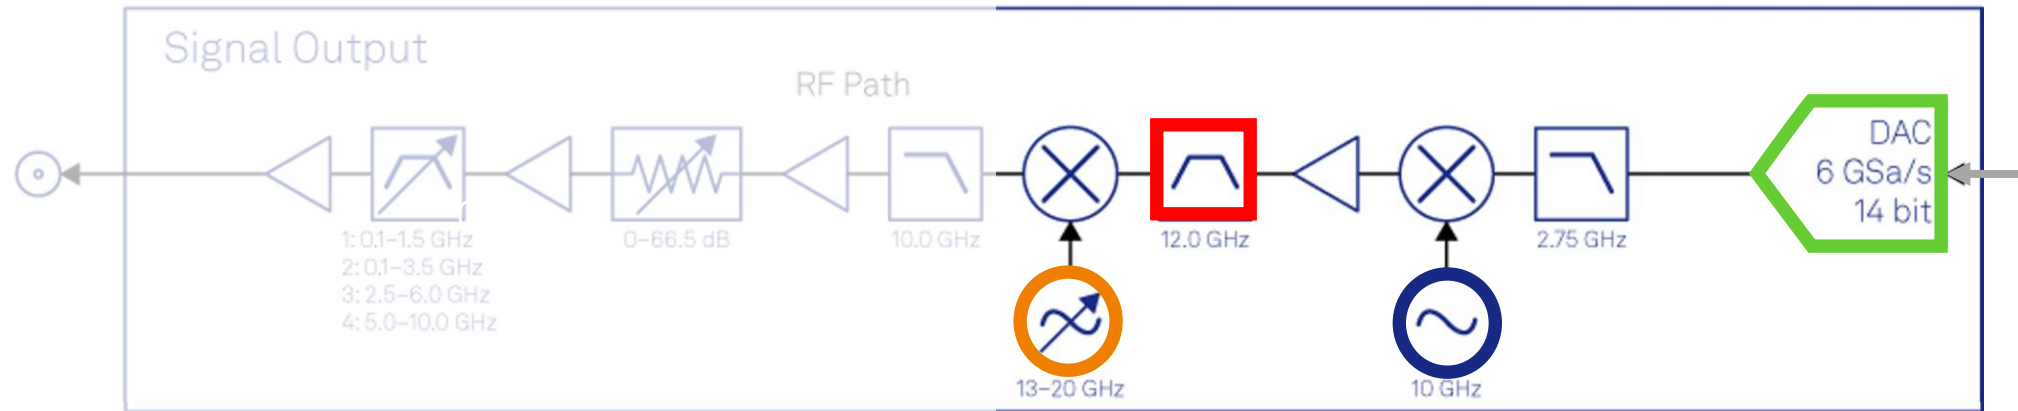 Signal Output
RF Path
DAC
6 GSa/s
14 bit
1: 0.1–1.5 GHz
2: 0.1–3.5 GHz
3: 2.5–6.0 GHz
4: 5.0–10.0 GHz
0–66.5 dB
10.0 GHz
12.0 GHz
2.75 GHz
13–20 GHz
10 GHz